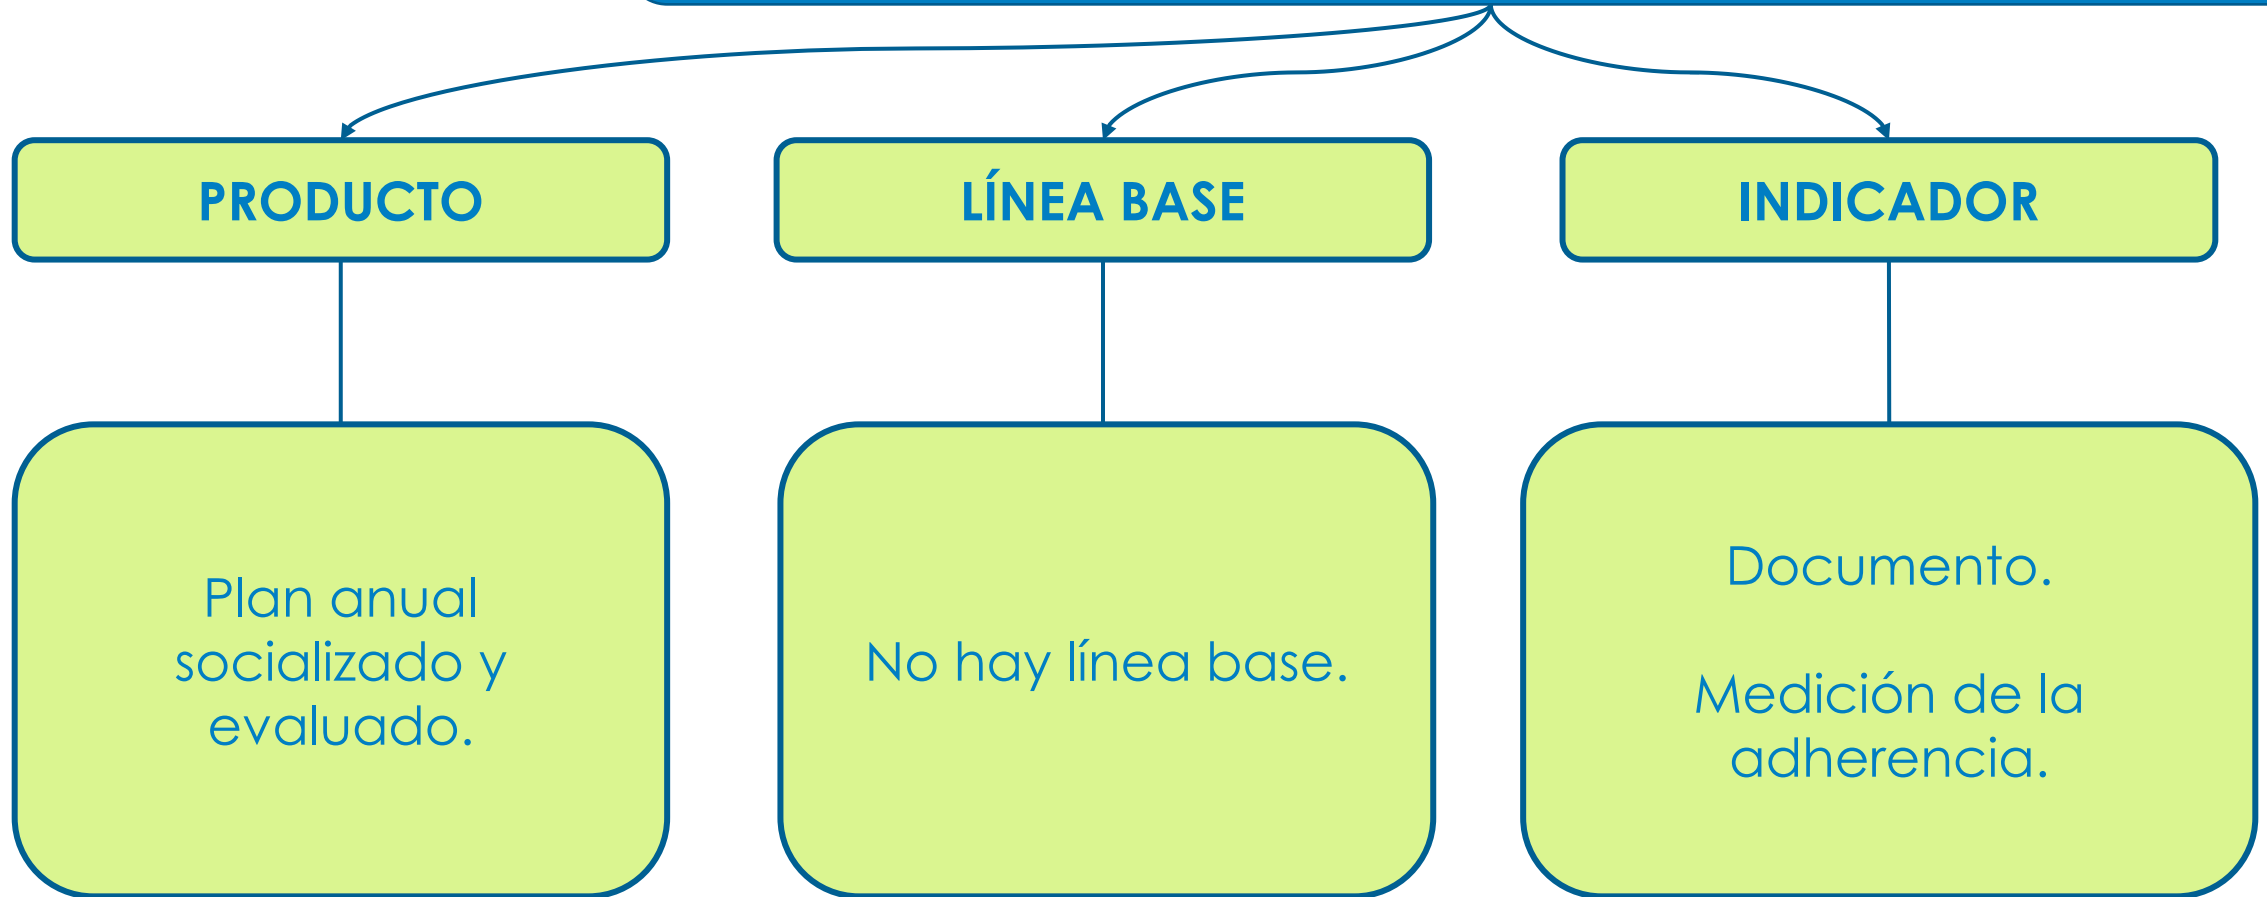 PRODUCTO
LÍNEA BASE
INDICADOR
Plan anual
socializado y
evaluado.
No hay línea base.
Documento.
Medición de la
adherencia.